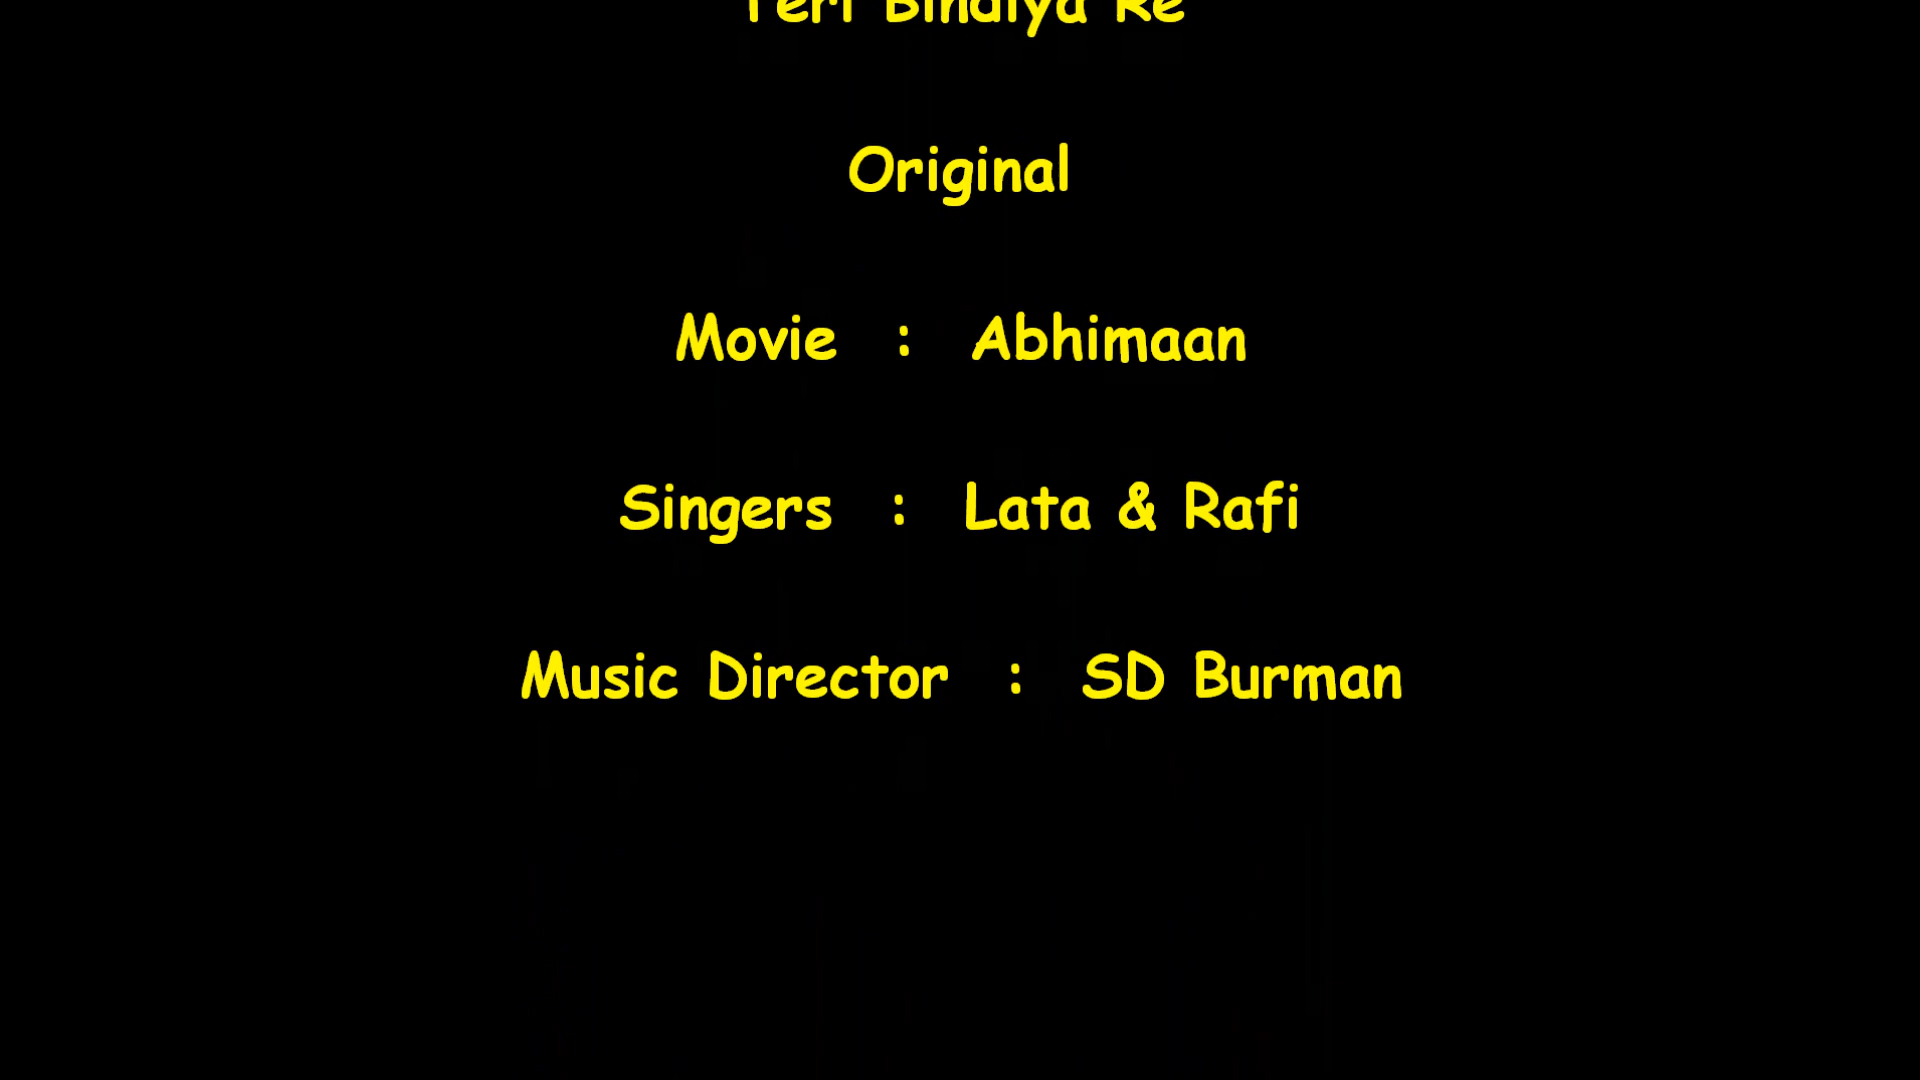 Teri Bindiya Re
Original
Movie : Abhimaan
Singers : Lata & Rafi
Music Director : SD Burman